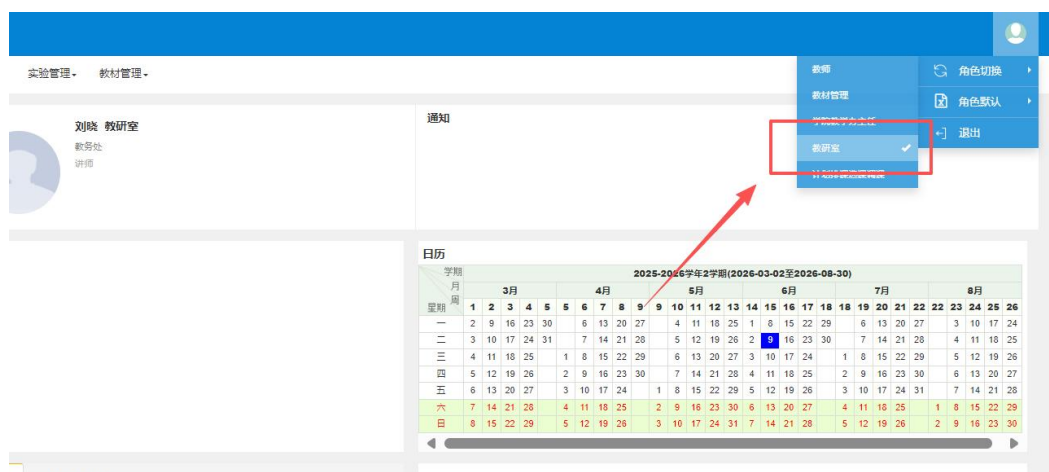 实验管理 教材管理
教师
教材管理
教研室
角色切换
角色默认
退出
刘晓 教研室
教务处
讲师
通知
日历
学期 2025-2026学年2学期(2026-03-02至2026-08-30)
月 3月 4月 5月 6月 7月 8月
星期 周 1 2 3 4 5 5 6 7 8 9 9 10 11 12 13 14 15 16 17 18 18 19 20 21 22 22 23 24 25 26
一 2 9 16 23 30 6 13 20 27 4 11 18 25 1 8 15 22 29 6 13 20 27 3 10 17 24
二 3 10 17 24 31 7 14 21 28 5 12 19 26 2 9 16 23 30 7 14 21 28 4 11 18 25
三 4 11 18 25 1 8 15 22 29 6 13 20 27 3 10 17 24 1 8 15 22 29 5 12 19 26
四 5 12 19 26 2 9 16 23 30 7 14 21 28 4 11 18 25 2 9 16 23 30 6 13 20 27
五 6 13 20 27 3 10 17 24 1 8 15 22 29 5 12 19 26 3 10 17 24 31 7 14 21 28
六 7 14 21 28 4 11 18 25 2 9 16 23 30 6 13 20 27 4 11 18 25 1 8 15 22 29
日 8 15 22 29 5 12 19 26 3 10 17 24 31 7 14 21 28 5 12 19 26 2 9 16 23 30